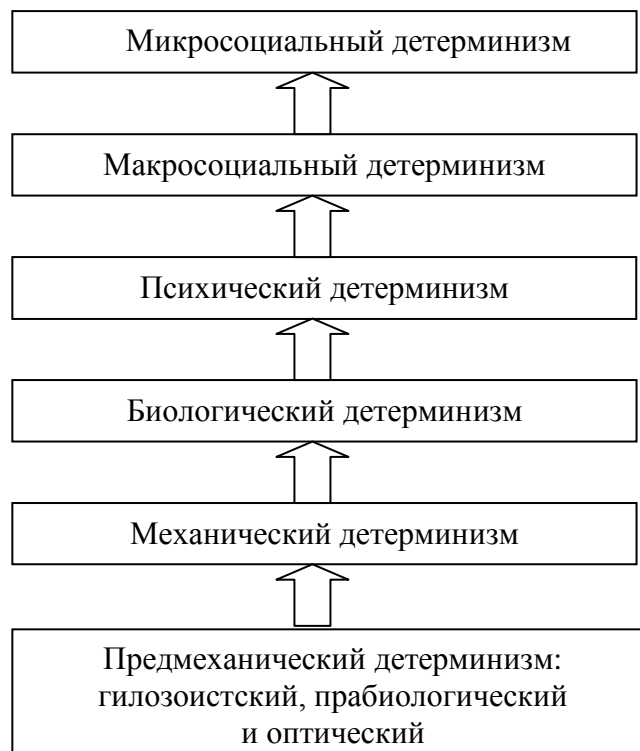 Микросоциальный детерминизм
Макросоциальный детерминизм
Психический детерминизм
Биологический детерминизм
Механический детерминизм
Предмеханический детерминизм:
гилозоистский, прабиологический
и оптический